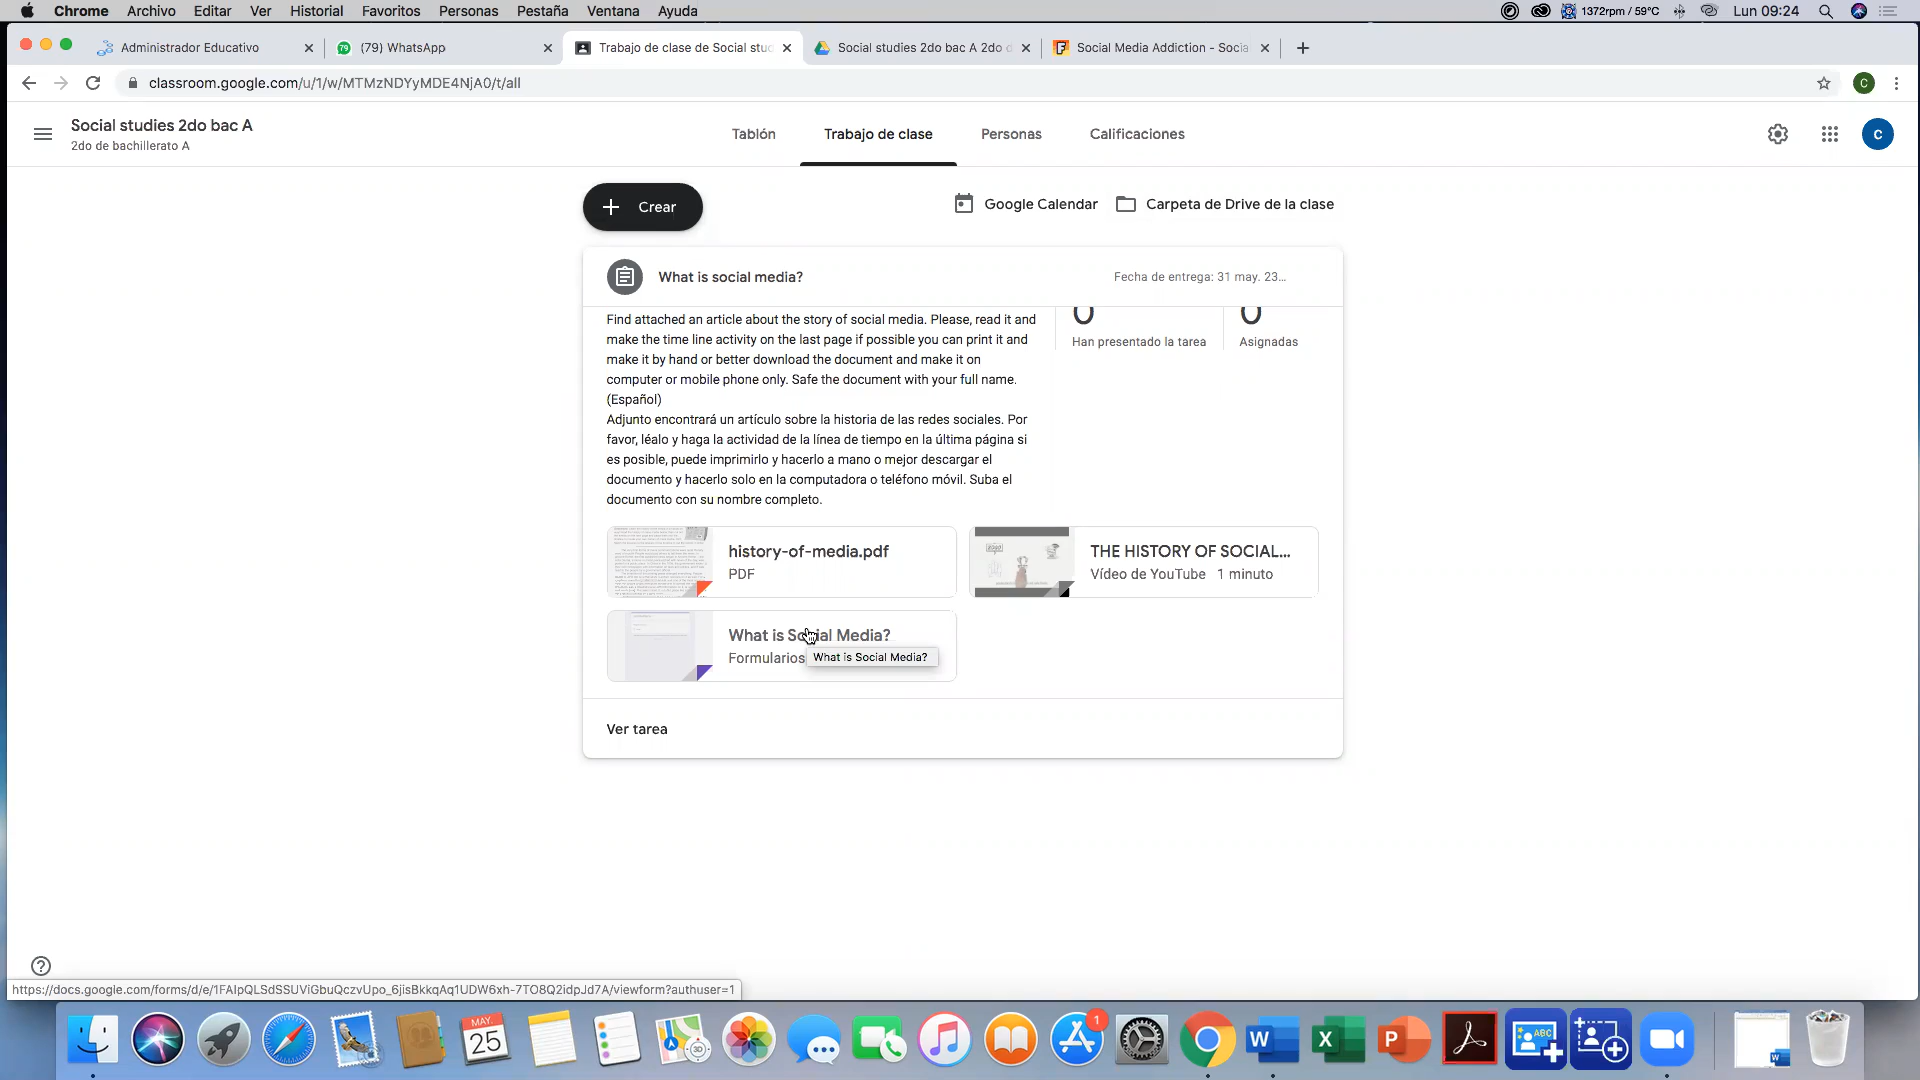 Chrome Archivo Editar Ver Historial Favoritos Personas Pestaña Ventana Ayuda 1372rpm / 59°C Lun 09:24
Administrador Educativo 79 (79) WhatsApp Trabajo de clase de Social stud Social studies 2do bac A 2do d Social Media Addiction - Socia
classroom.google.com/u/1/w/MTMzNDYyMDE4NjA0/t/all C
Social studies 2do bac A
2do de bachillerato A
Tablón Trabajo de clase Personas Calificaciones C
Crear Google Calendar Carpeta de Drive de la clase
What is social media? Fecha de entrega: 31 may. 23...
Find attached an article about the story of social media. Please, read it and
make the time line activity on the last page if possible you can print it and
make it by hand or better download the document and make it on
computer or mobile phone only. Safe the document with your full name.
(Español)
Adjunto encontrará un artículo sobre la historia de las redes sociales. Por
favor, léalo y haga la actividad de la línea de tiempo en la última página si
es posible, puede imprimirlo y hacerlo a mano o mejor descargar el
documento y hacerlo solo en la computadora o teléfono móvil. Suba el
documento con su nombre completo.
0 0
Han presentado la tarea Asignadas
history-of-media.pdf
PDF
THE HISTORY OF SOCIAL...
Vídeo de YouTube 1 minuto
What is Social Media?
Formularios
What is Social Media?
Ver tarea
https://docs.google.com/forms/d/e/1FAIpQLSdSSUViGbuQczvUpo_6jisBkkqAq1UDW6xh-7TO8Q2idpJd7A/viewform?authuser=1
MAY
25
3D
1
W
X
P
ABC